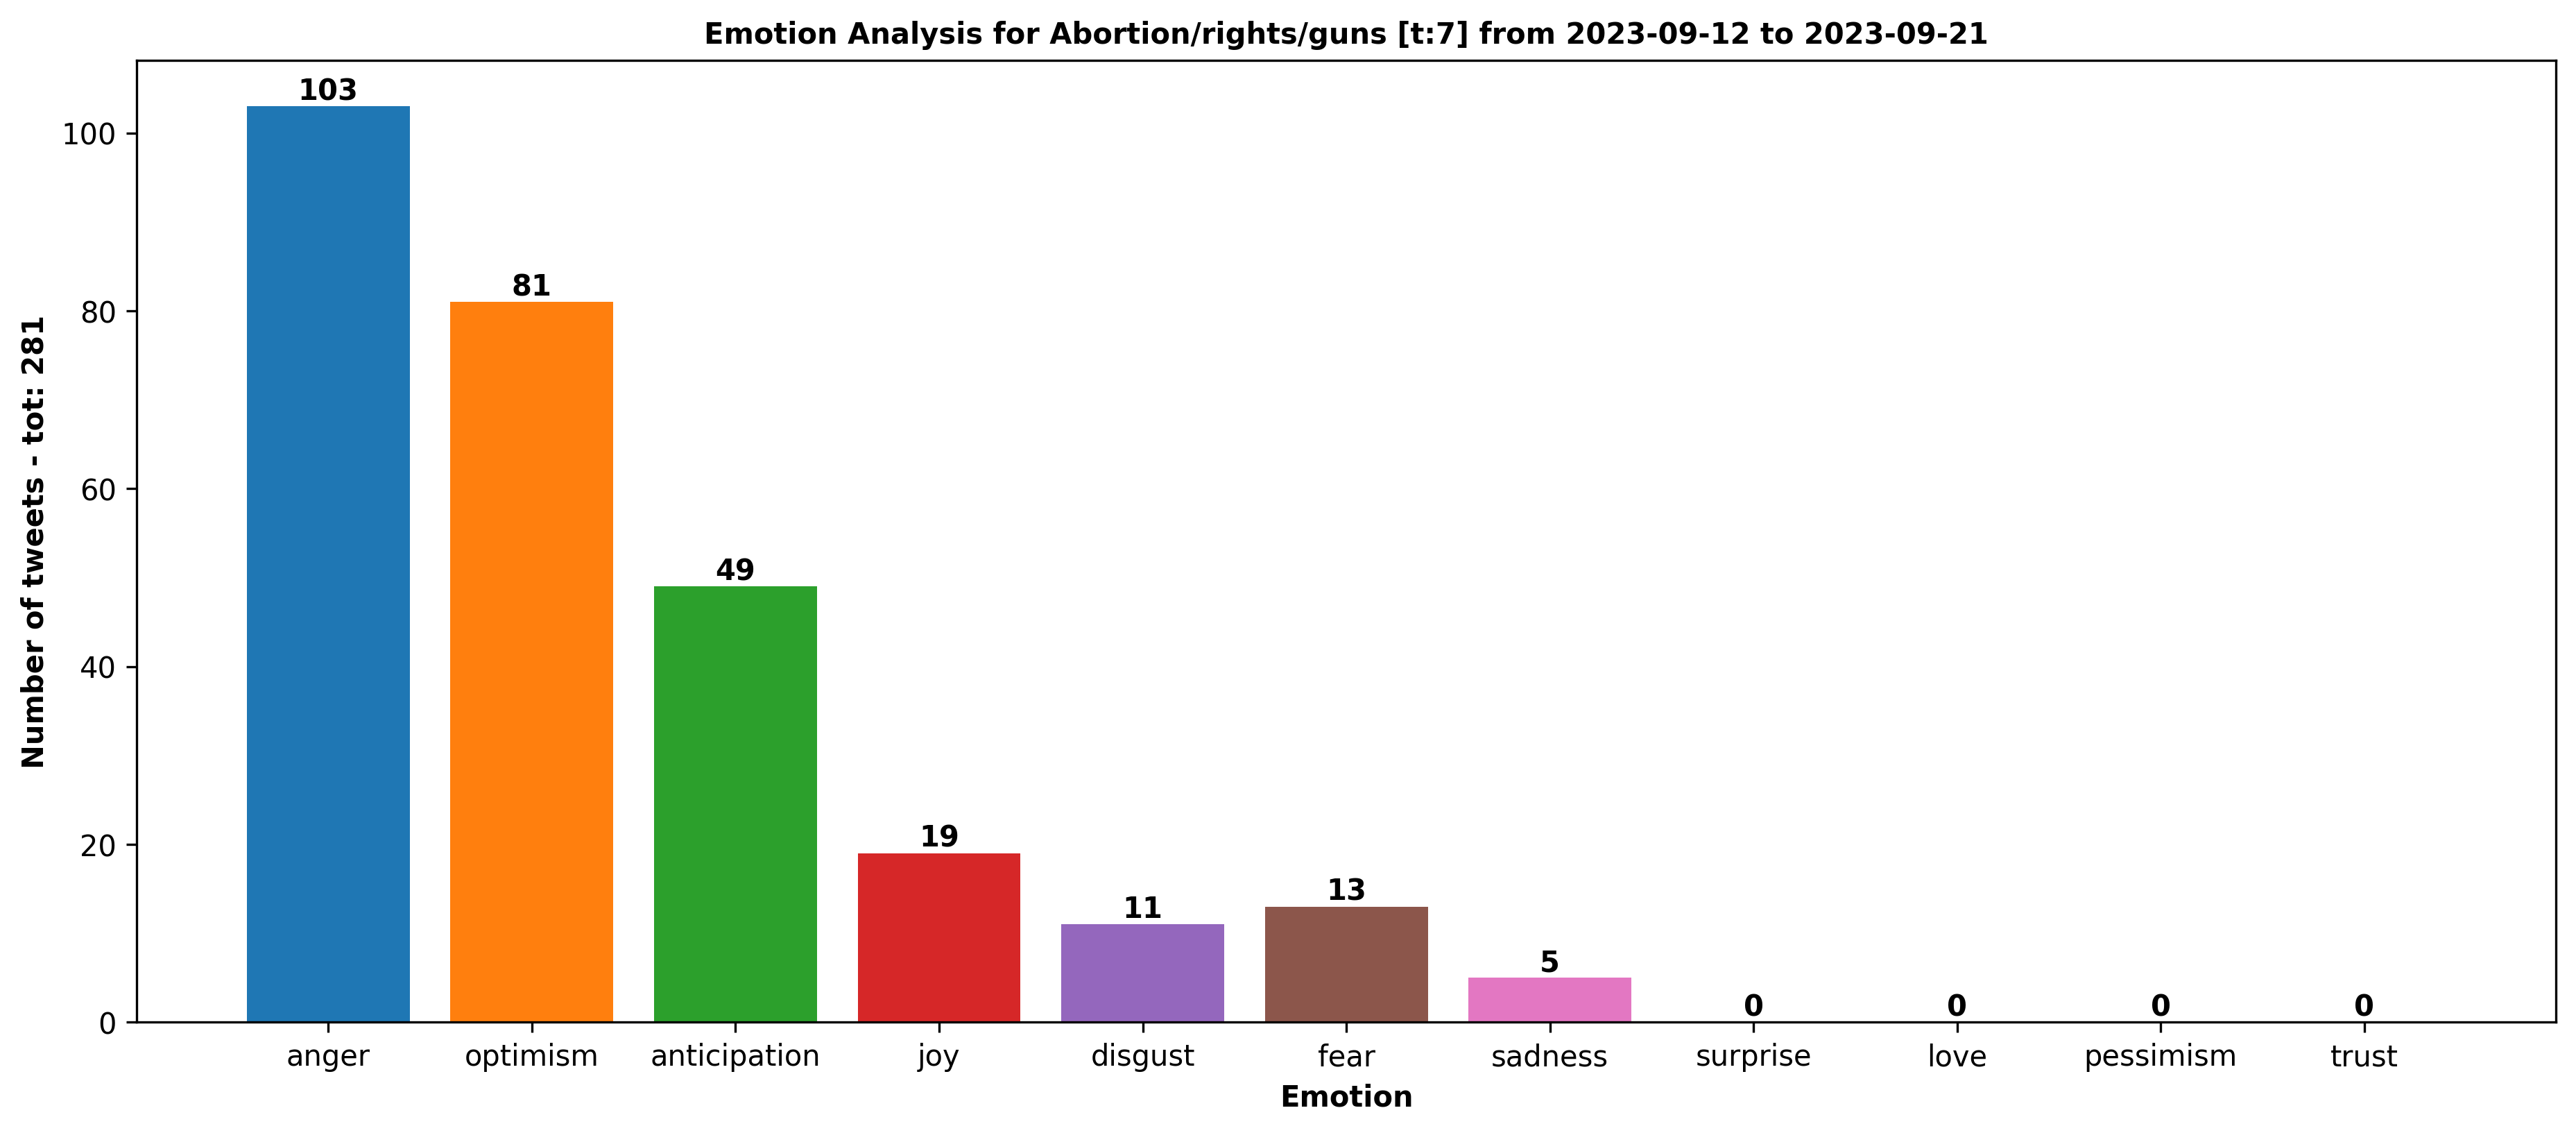 Emotion Analysis for Abortion/rights/guns [t:7] from 2023-09-12 to 2023-09-21
Number of tweets - tot: 281
100
80
60
40
20
0
103
81
49
19
11
13
5
0
0
0
0
anger
optimism
anticipation
joy
disgust
fear
sadness
surprise
love
pessimism
trust
Emotion